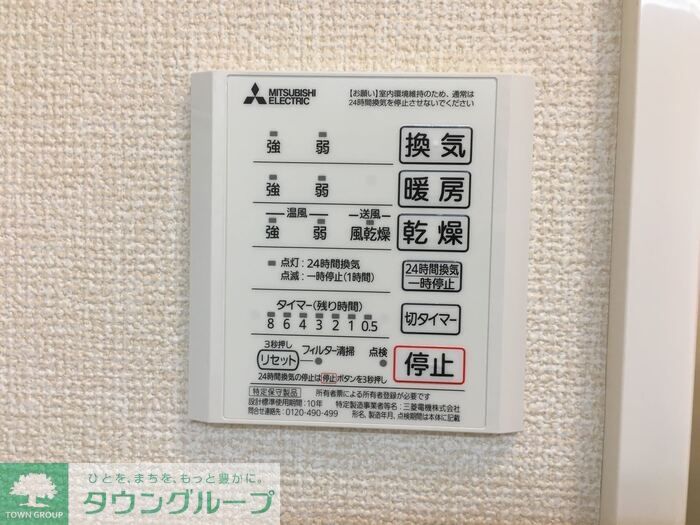 MITSUBISHI
ELECTRIC
【お願い】室内環境維持のため、通常は
24時間換気を停止させないでください
強 弱 換気
強 弱 暖房
温風 送風
強 弱 風乾燥 乾燥
点灯：24時間換気
点滅：一時停止(1時間)
24時間換気
一時停止
タイマー(残り時間)
8 6 4 3 2 1 0.5
切タイマー
3秒押し
リセット フィルター清掃 点検
停止
24時間換気の停止は停止ボタンを3秒押し
特定保守製品 所有者票による所有者登録が必要です
設計標準使用期間：10年 特定製造事業者等名：三菱電機株式会社
問合せ連絡先：0120-490-499 形名、製造年月、点検期間は本体に記載
ひとを、まちを、もっと豊かに。
タウングループ
TOWN GROUP